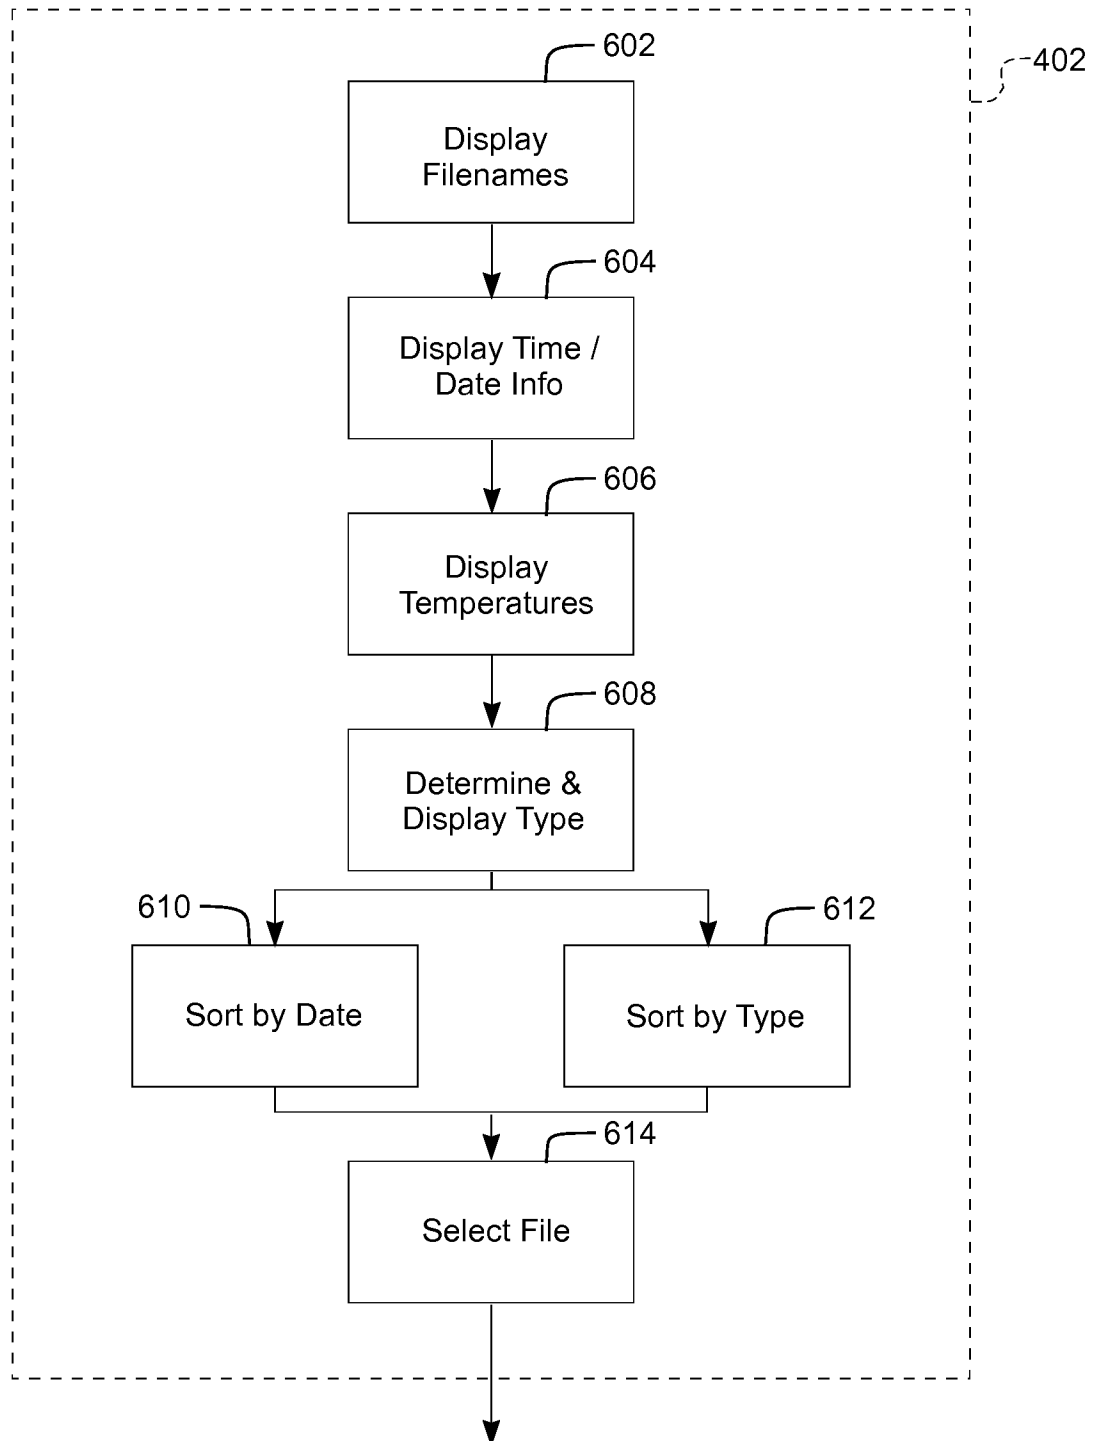 602
402
Display
Filenames
604
Display Time /
Date Info
606
Display
Temperatures
608
Determine &
Display Type
610
612
Sort by Date
Sort by Type
614
Select File